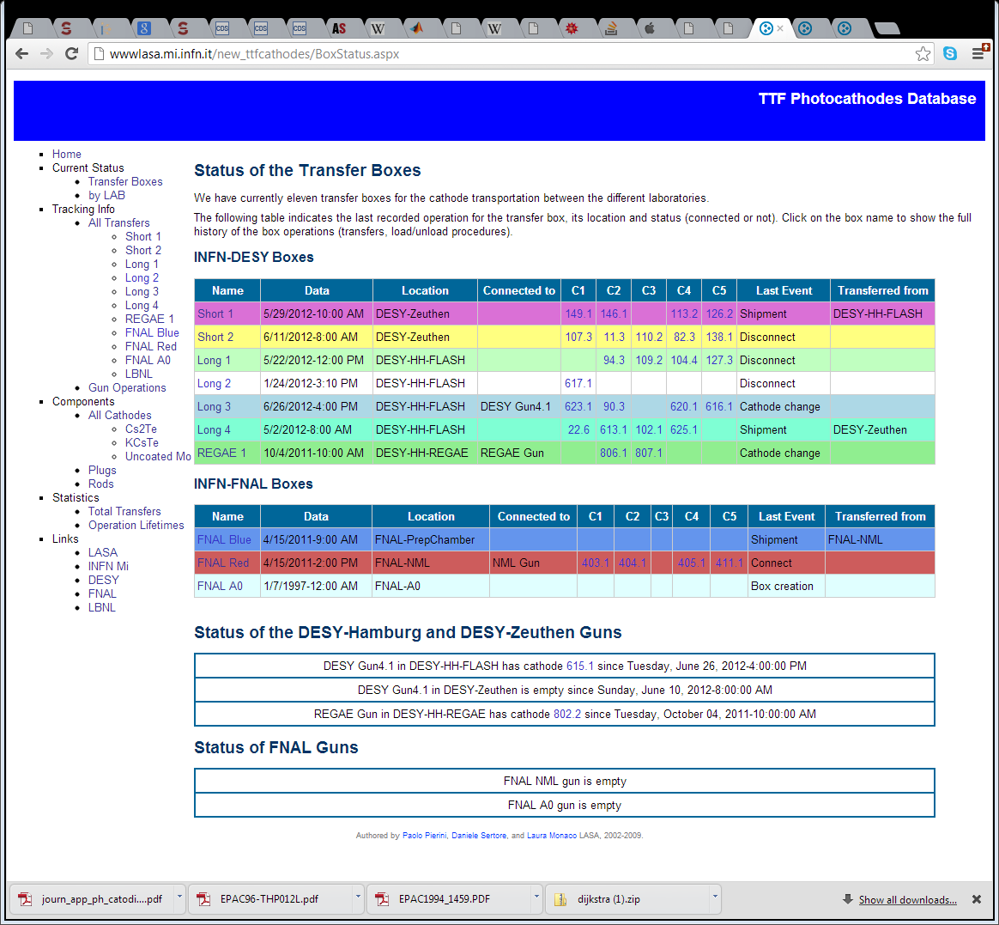 S
8
S
CDS
CDS
CDS
AS
W
W
wwwlasa.mi.infn.it/new_ttfcathodes/BoxStatus.aspx
TTF Photocathodes Database
Home
Current Status
Transfer Boxes
by LAB
Tracking Info
All Transfers
Short 1
Short 2
Long 1
Long 2
Long 3
Long 4
REGAE 1
FNAL Blue
FNAL Red
FNAL A0
LBNL
Gun Operations
Components
All Cathodes
Cs2Te
KCsTe
Uncoated Mo
Plugs
Rods
Statistics
Total Transfers
Operation Lifetimes
Links
LASA
INFN Mi
DESY
FNAL
LBNL
Status of the Transfer Boxes
We have currently eleven transfer boxes for the cathode transportation between the different laboratories.
The following table indicates the last recorded operation for the transfer box, its location and status (connected or not). Click on the box name to show the full
history of the box operations (transfers, load/unload procedures).
INFN-DESY Boxes
Name Data Location Connected to C1 C2 C3 C4 C5 Last Event Transferred from
Short 1 5/29/2012-10:00 AM DESY-Zeuthen 149.1 146.1 113.2 126.2 Shipment DESY-HH-FLASH
Short 2 6/11/2012-8:00 AM DESY-Zeuthen 107.3 11.3 110.2 82.3 138.1 Disconnect
Long 1 5/22/2012-12:00 PM DESY-HH-FLASH 94.3 109.2 104.4 127.3 Disconnect
Long 2 1/24/2012-3:10 PM DESY-HH-FLASH 617.1 Disconnect
Long 3 6/26/2012-4:00 PM DESY-HH-FLASH DESY Gun4.1 623.1 90.3 620.1 616.1 Cathode change
Long 4 5/2/2012-8:00 AM DESY-HH-FLASH 22.6 613.1 102.1 625.1 Shipment DESY-Zeuthen
REGAE 1 10/4/2011-10:00 AM DESY-HH-REGAE REGAE Gun 806.1 807.1 Cathode change
INFN-FNAL Boxes
Name Data Location Connected to C1 C2 C3 C4 C5 Last Event Transferred from
FNAL Blue 4/15/2011-9:00 AM FNAL-PrepChamber Shipment FNAL-NML
FNAL Red 4/15/2011-2:00 PM FNAL-NML NML Gun 403.1 404.1 405.1 411.1 Connect
FNAL A0 1/7/1997-12:00 AM FNAL-A0 Box creation
Status of the DESY-Hamburg and DESY-Zeuthen Guns
DESY Gun4.1 in DESY-HH-FLASH has cathode 615.1 since Tuesday, June 26, 2012-4:00:00 PM
DESY Gun4.1 in DESY-Zeuthen is empty since Sunday, June 10, 2012-8:00:00 AM
REGAE Gun in DESY-HH-REGAE has cathode 802.2 since Tuesday, October 04, 2011-10:00:00 AM
Status of FNAL Guns
FNAL NML gun is empty
FNAL A0 gun is empty
Authored by Paolo Pierini, Daniele Sertore, and Laura Monaco LASA, 2002-2009.
journ_app_ph_catodi....pdf
EPAC96-THP012L.pdf
EPAC1994_1459.PDF
dijkstra (1).zip
Show all downloads...